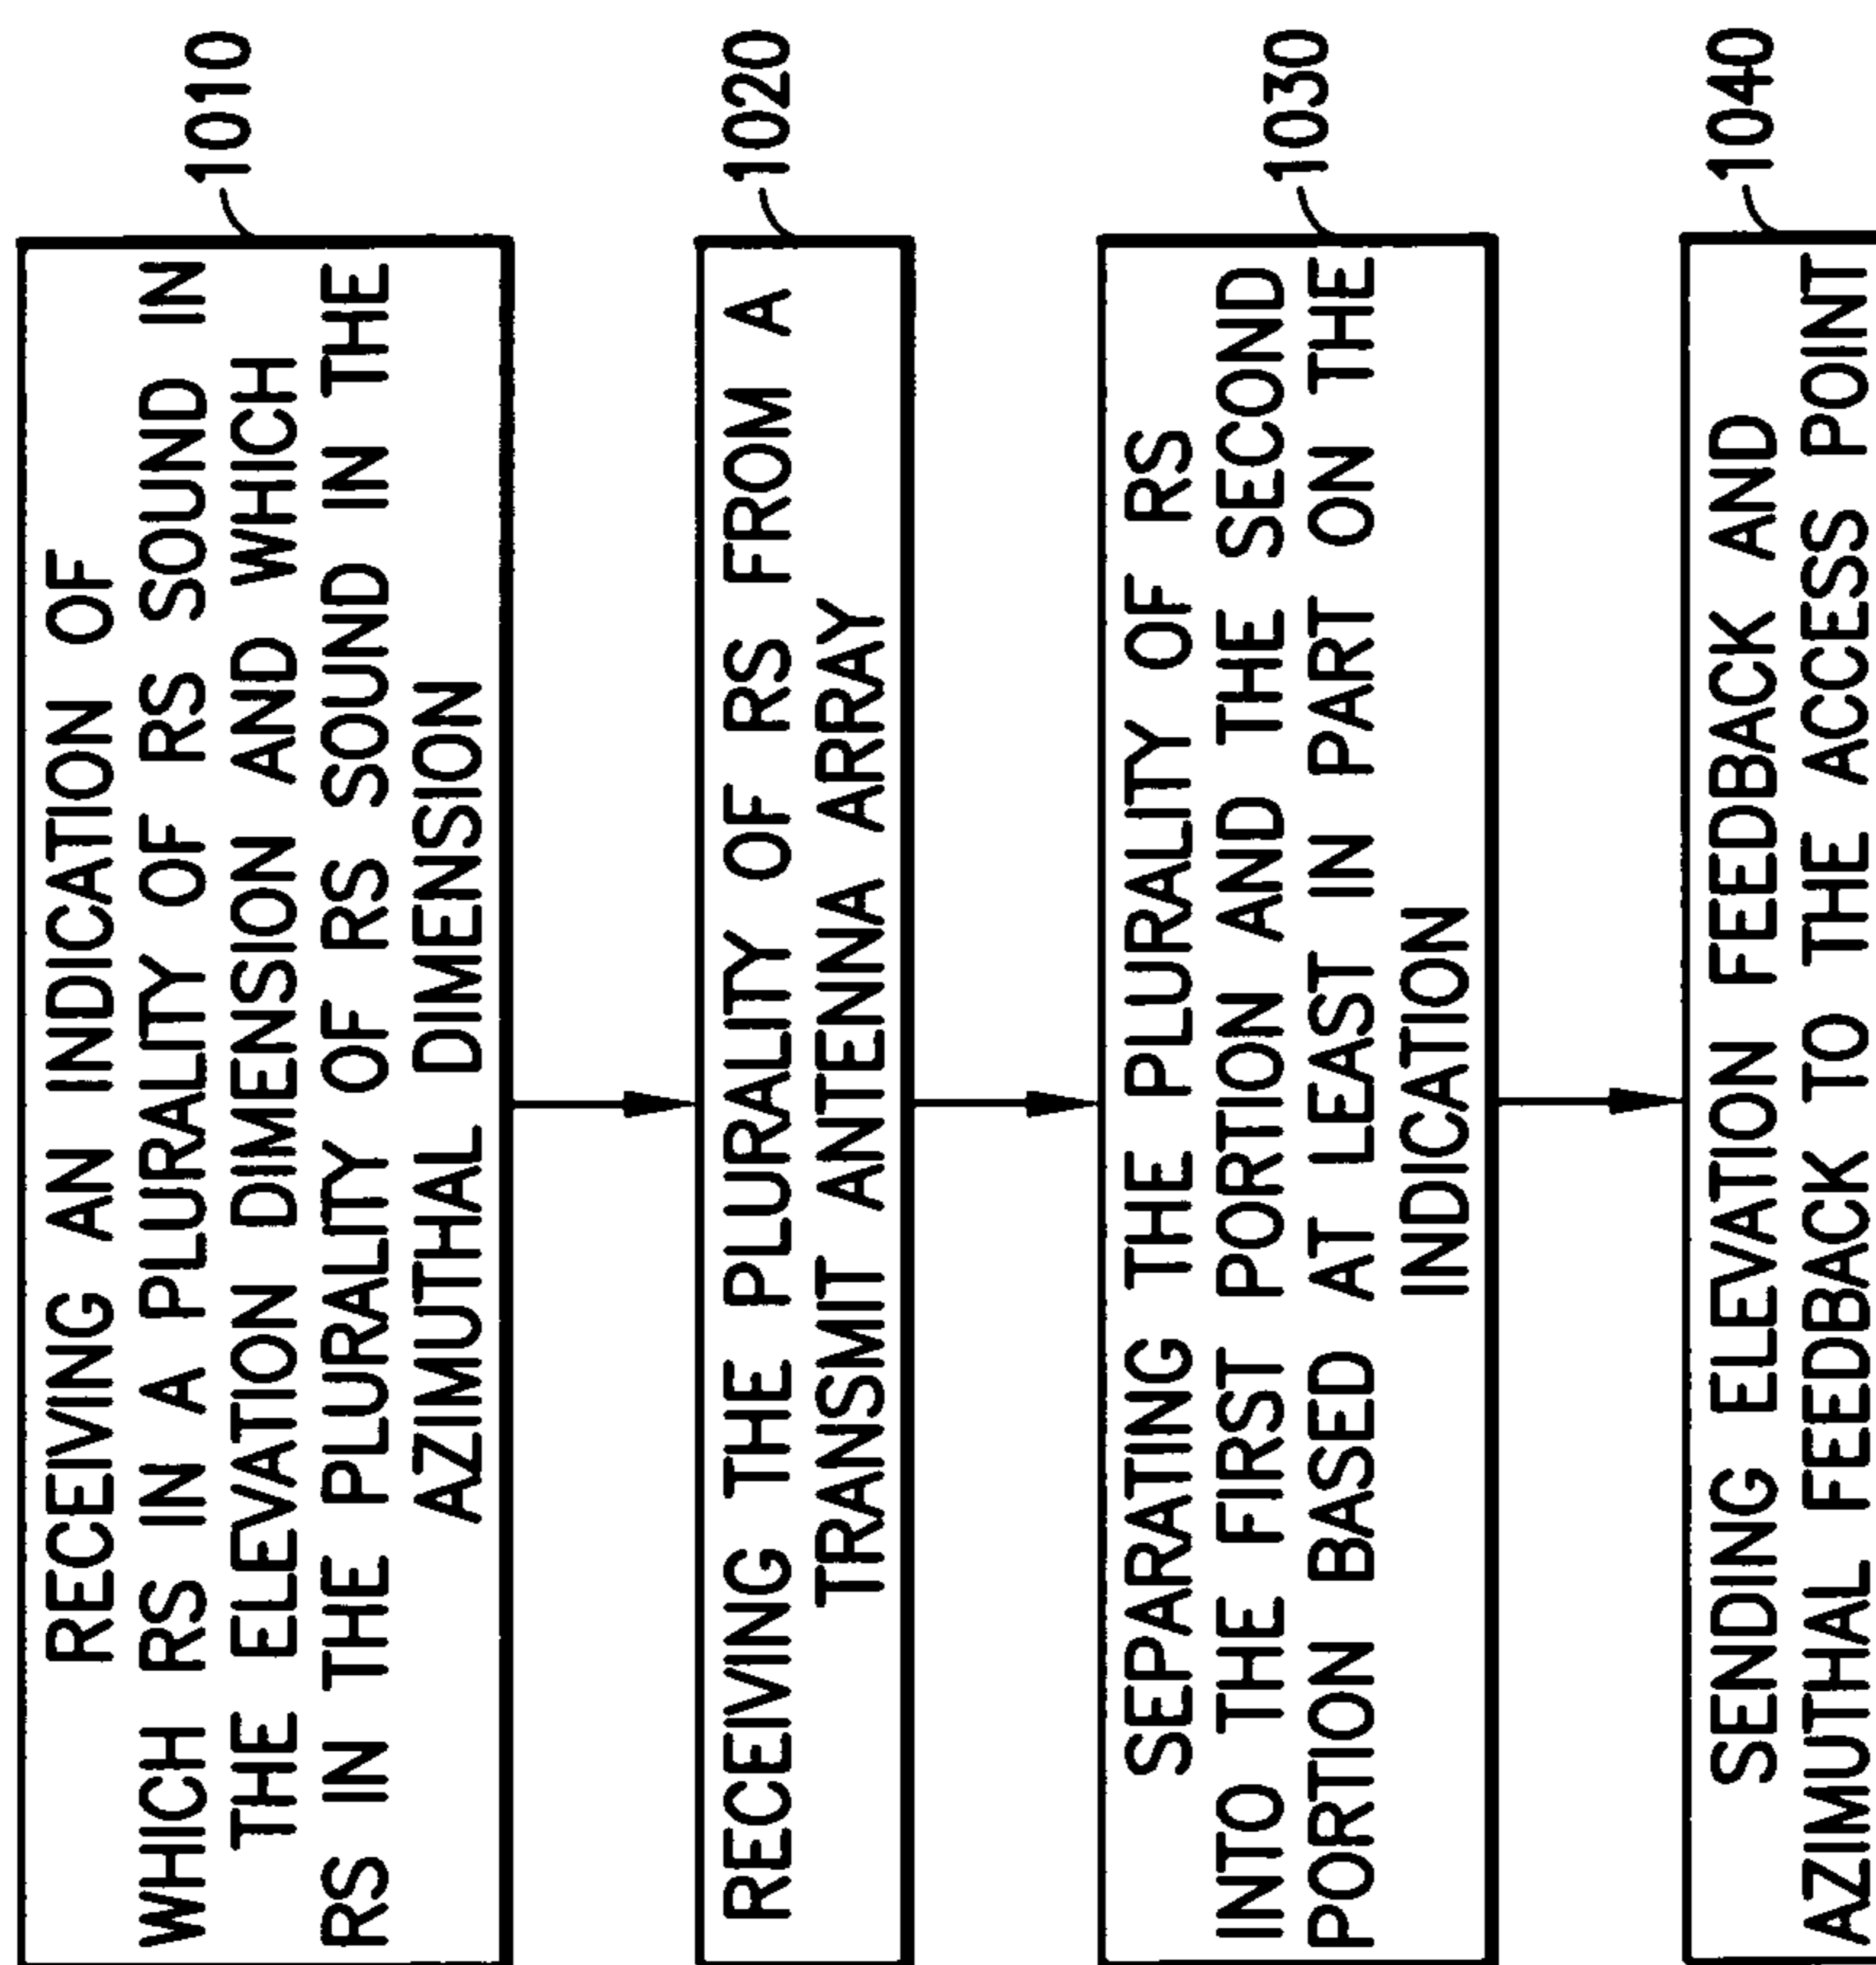 RECEIVING AN INDICATION OF
WHICH RS IN A PLURALITY OF RS SOUND IN
THE ELEVATION DIMENSION AND WHICH
RS IN THE PLURALITY OF RS SOUND IN THE
AZIMUTHAL DIMENSION
1010
RECEIVING THE PLURALITY OF RS FROM A
TRANSMIT ANTENNA ARRAY
1020
SEPARATING THE PLURALITY OF RS
INTO THE FIRST PORTION AND THE SECOND
PORTION BASED AT LEAST IN PART ON THE
INDICATION
1030
SENDING ELEVATION FEEDBACK AND
AZIMUTHAL FEEDBACK TO THE ACCESS POINT
1040